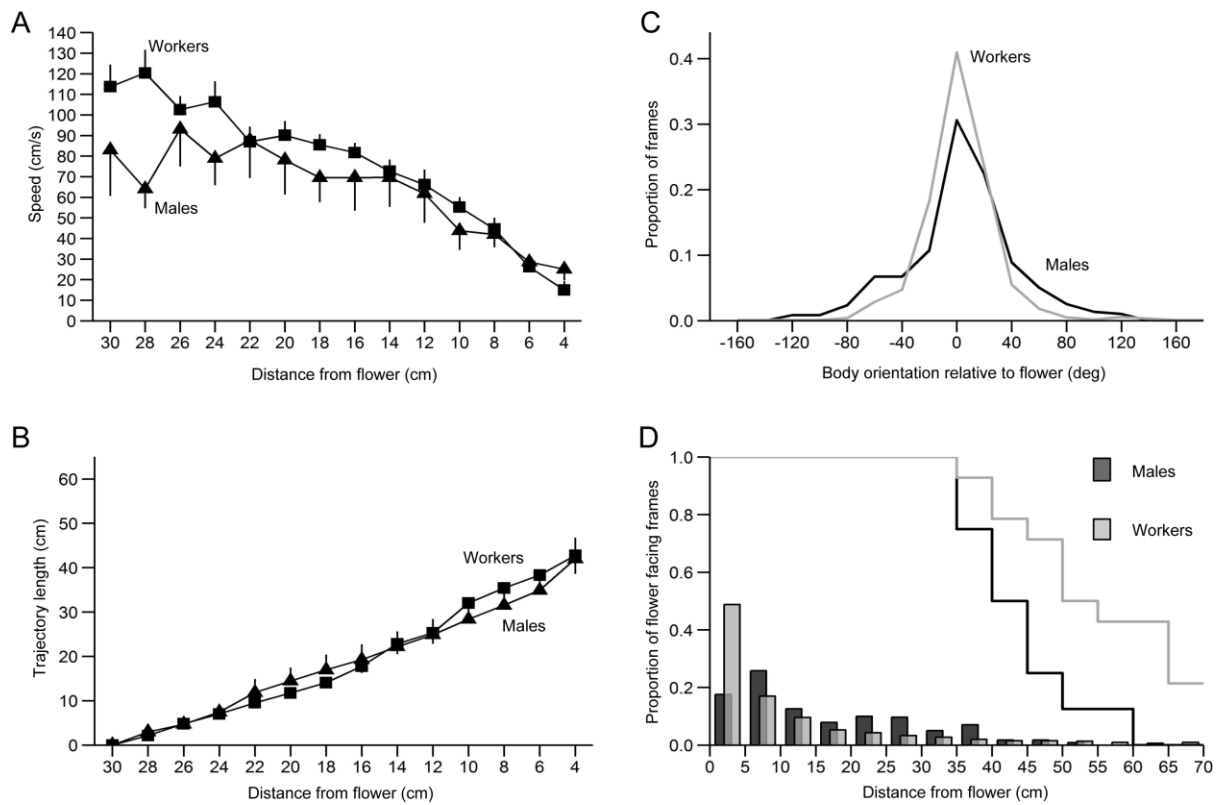 A
Speed (cm/s)
140
130
120
110
100
90
80
70
60
50
40
30
20
10
0
Workers
Males
30 28 26 24 22 20 18 16 14 12 10 8 6 4
Distance from flower (cm)
B
Trajectory length (cm)
60
50
40
30
20
10
0
Workers
Males
30 28 26 24 22 20 18 16 14 12 10 8 6 4
Distance from flower (cm)
C
Proportion of frames
0.4
0.3
0.2
0.1
0.0
Workers
Males
-160 -120 -80 -40 0 40 80 120 160
Body orientation relative to flower (deg)
D
Proportion of flower facing frames
1.0
0.8
0.6
0.4
0.2
0.0
Males
Workers
0 5 10 15 20 25 30 35 40 45 50 55 60 65 70
Distance from flower (cm)